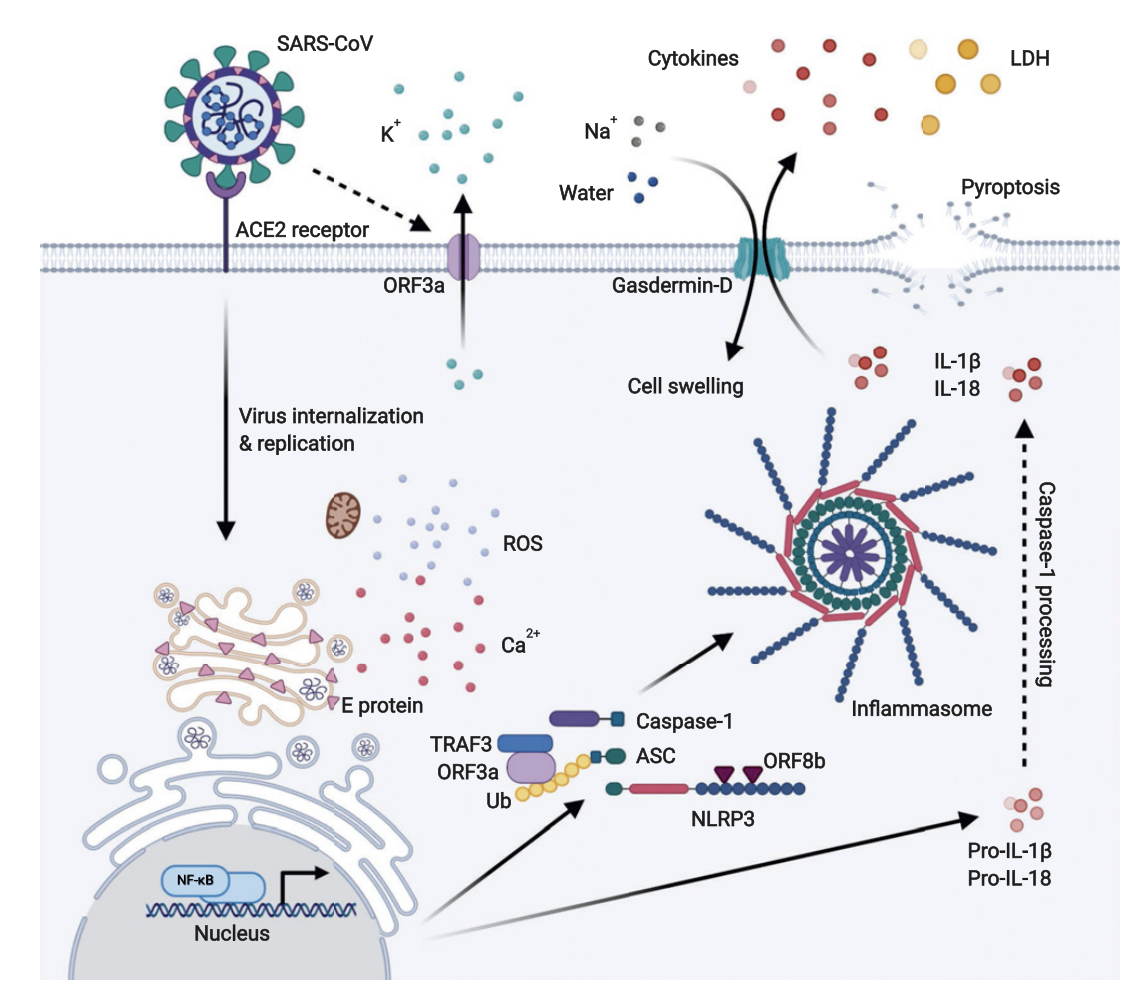 SARS-CoV
Cytokines
LDH
K+
Na+
Water
Pyroptosis
ACE2 receptor
ORF3a
Gasdermin-D
Cell swelling
IL-1β
IL-18
Virus internalization
& replication
ROS
Caspase-1 processing
Ca2+
E protein
Inflammasome
Caspase-1
TRAF3
ASC
ORF3a
ORF8b
Ub
NLRP3
Pro-IL-1β
Pro-IL-18
NF-κB
Nucleus